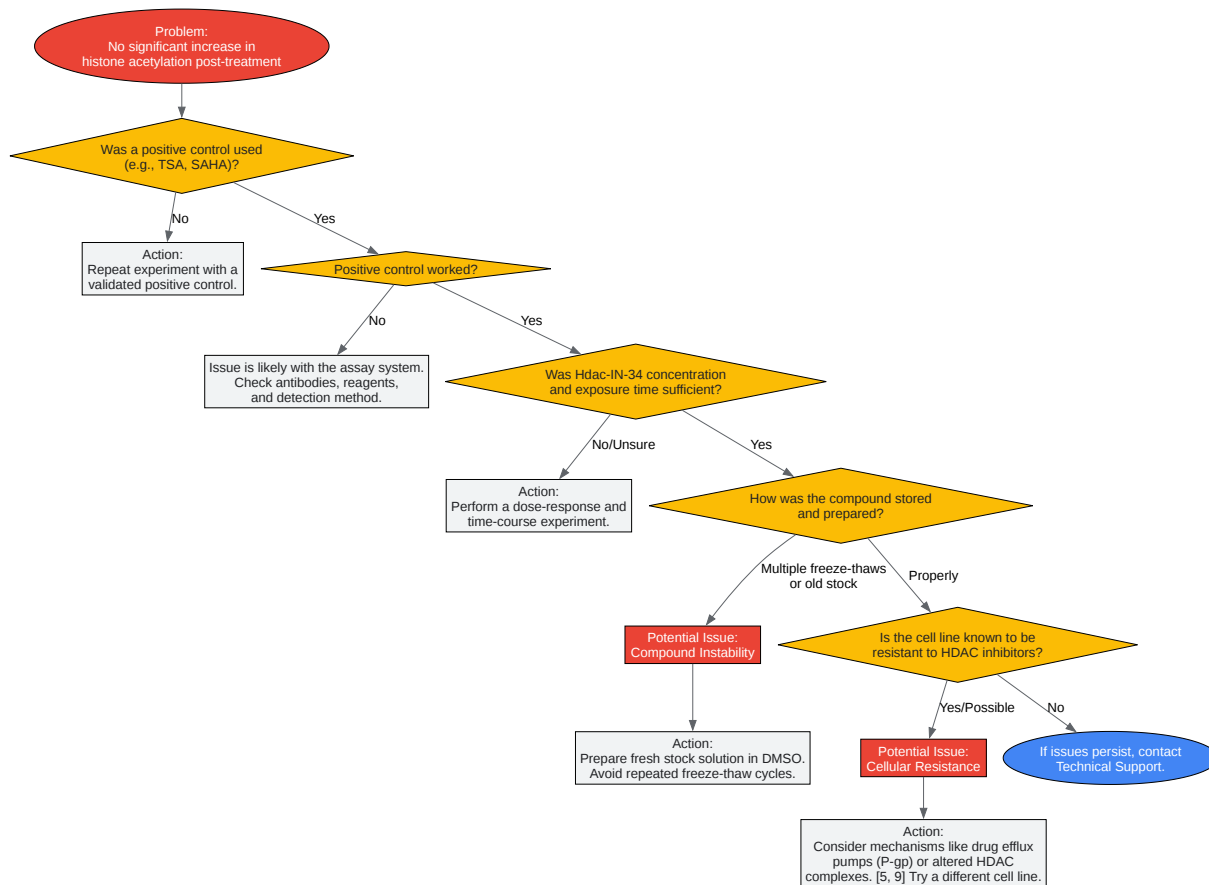 Problem:
No significant increase in
histone acetylation post-treatment
Was a positive control used
(e.g., TSA, SAHA)?
No
Yes
Action:
Repeat experiment with a
validated positive control.
Positive control worked?
No
Yes
Issue is likely with the assay system.
Check antibodies, reagents,
and detection method.
Was Hdac-IN-34 concentration
and exposure time sufficient?
No/Unsure
Yes
Action:
Perform a dose-response and
time-course experiment.
How was the compound stored
and prepared?
Multiple freeze-thaws
or old stock
Properly
Potential Issue:
Compound Instability
Is the cell line known to be
resistant to HDAC inhibitors?
Yes/Possible
No
Action:
Prepare fresh stock solution in DMSO.
Avoid repeated freeze-thaw cycles.
Potential Issue:
Cellular Resistance
If issues persist, contact
Technical Support.
Action:
Consider mechanisms like drug efflux
pumps (P-gp) or altered HDAC
complexes. [5, 9] Try a different cell line.